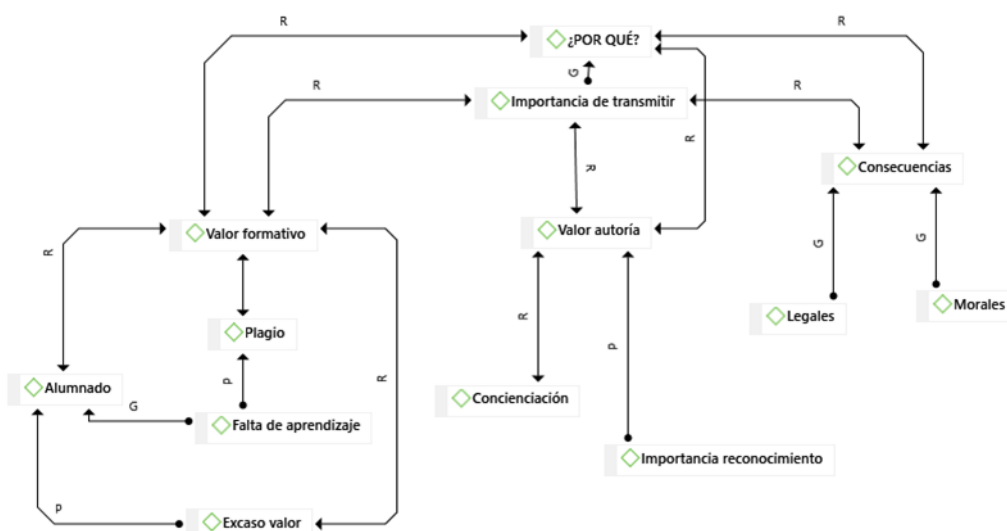 R
R
¿POR QUÉ?
G
R
Importancia de transmitir
R
R
R
Consecuencias
Valor formativo
Valor autoría
R
G
G
Legales
Morales
Plagio
R
P
R
P
Alumnado
Concienciación
G
Falta de aprendizaje
Importancia reconocimiento
P
Excaso valor